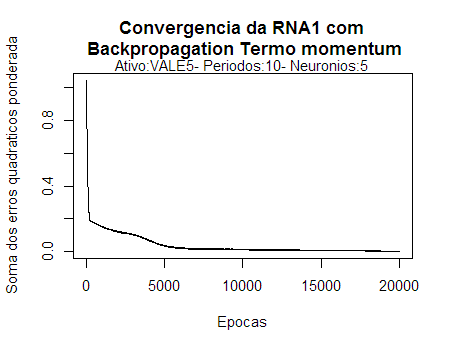 Convergencia da RNA1 com
Backpropagation Termo momentum
Ativo:VALE5- Periodos:10- Neuronios:5
Soma dos erros quadraticos ponderada
0.8
0.4
0.0
0 5000 10000 15000 20000
Epocas